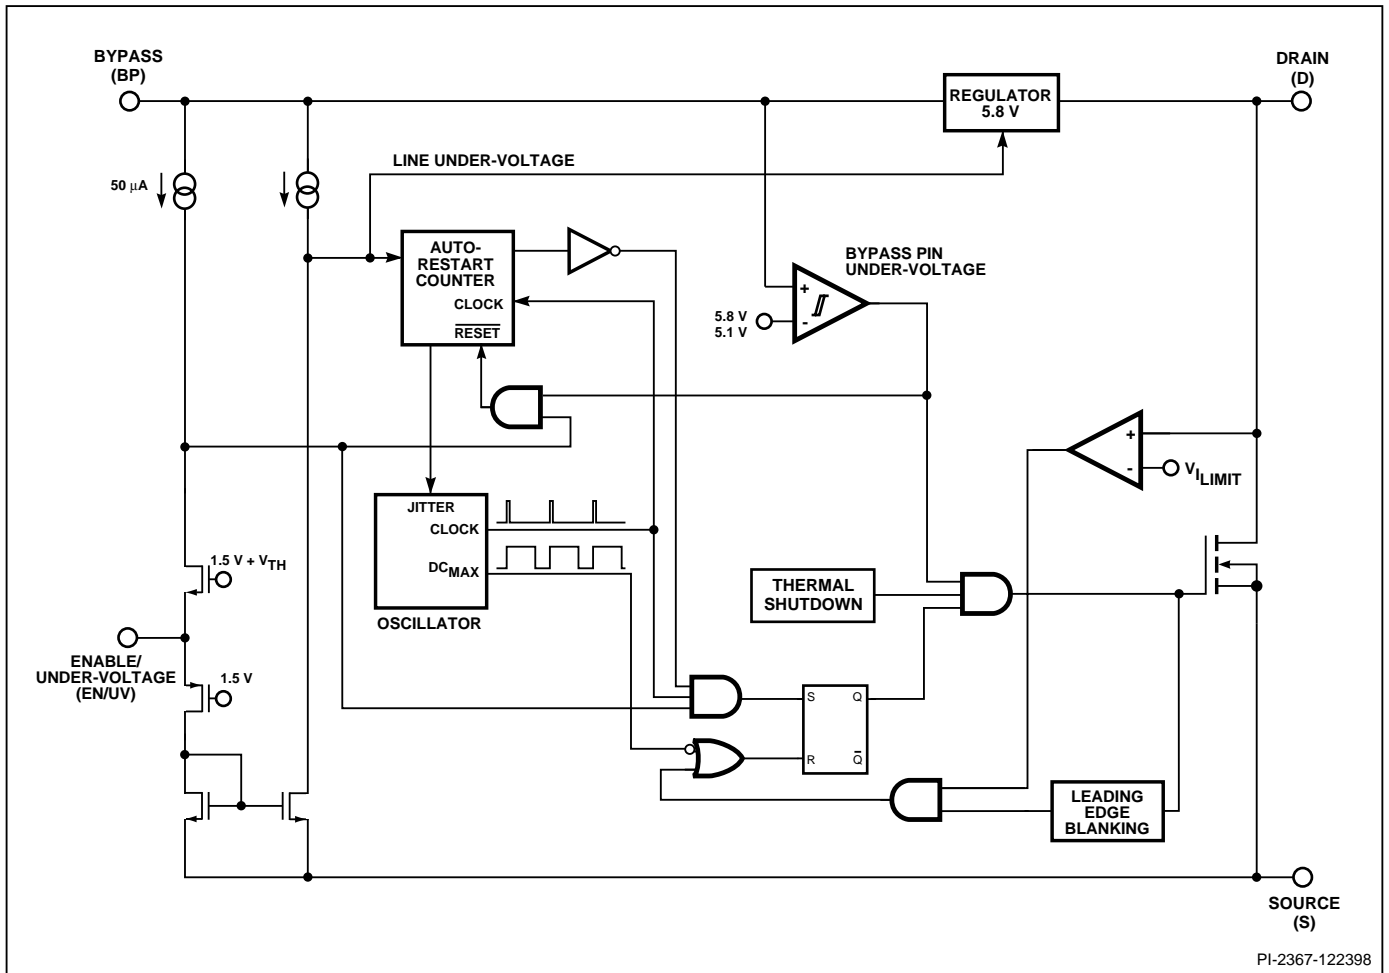 BYPASS
(BP)
DRAIN
(D)
REGULATOR
5.8 V
LINE UNDER-VOLTAGE
50 µA
AUTO-
RESTART
COUNTER
CLOCK
RESET
BYPASS PIN
UNDER-VOLTAGE
+
-
5.8 V
5.1 V
+
-
VILIMIT
JITTER
CLOCK
DCMAX
OSCILLATOR
1.5 V + VTH
THERMAL
SHUTDOWN
ENABLE/
UNDER-VOLTAGE
(EN/UV)
1.5 V
S
Q
R
Q̅
LEADING
EDGE
BLANKING
SOURCE
(S)
PI-2367-122398